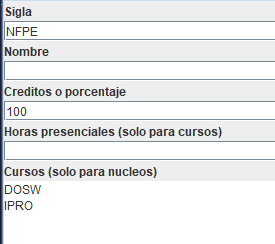 Sigla
NFPE
Nombre
Creditos o porcentaje
100
Horas presenciales (solo para cursos)
Cursos (solo para nucleos)
DOSW
IPRO